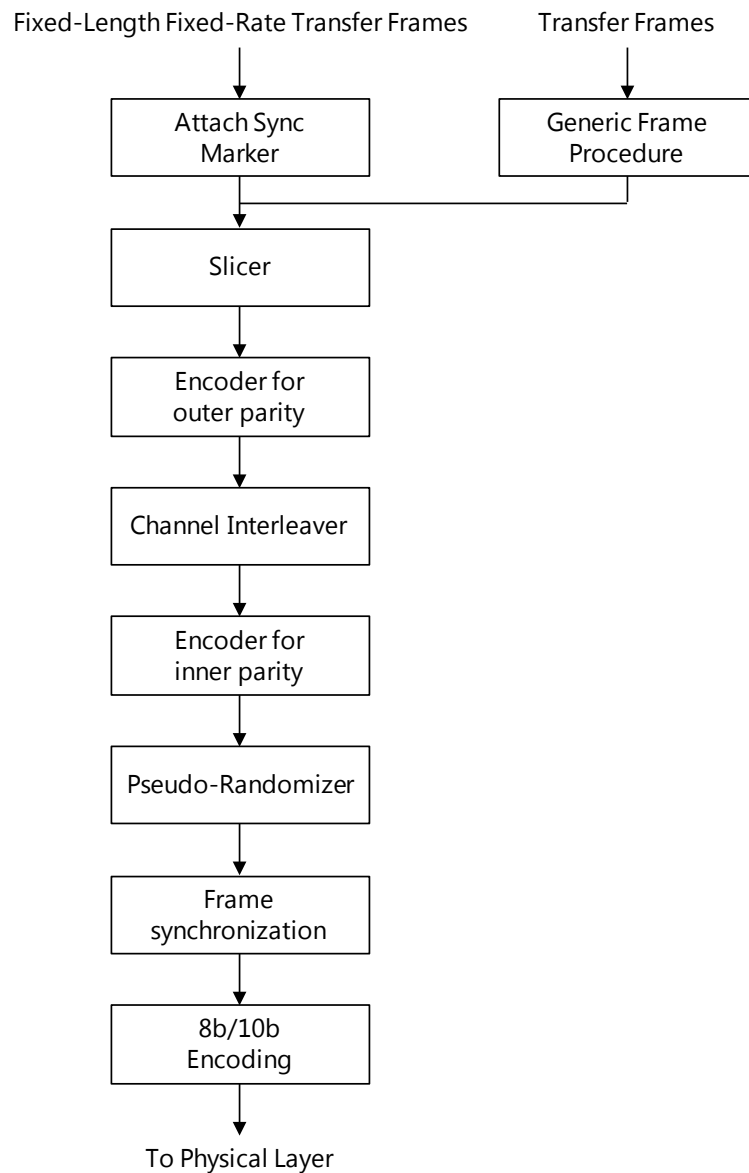 Fixed-Length Fixed-Rate Transfer Frames
Transfer Frames
Attach Sync
Marker
Generic Frame
Procedure
Slicer
Encoder for
outer parity
Channel Interleaver
Encoder for
inner parity
Pseudo-Randomizer
Frame
synchronization
8b/10b
Encoding
To Physical Layer